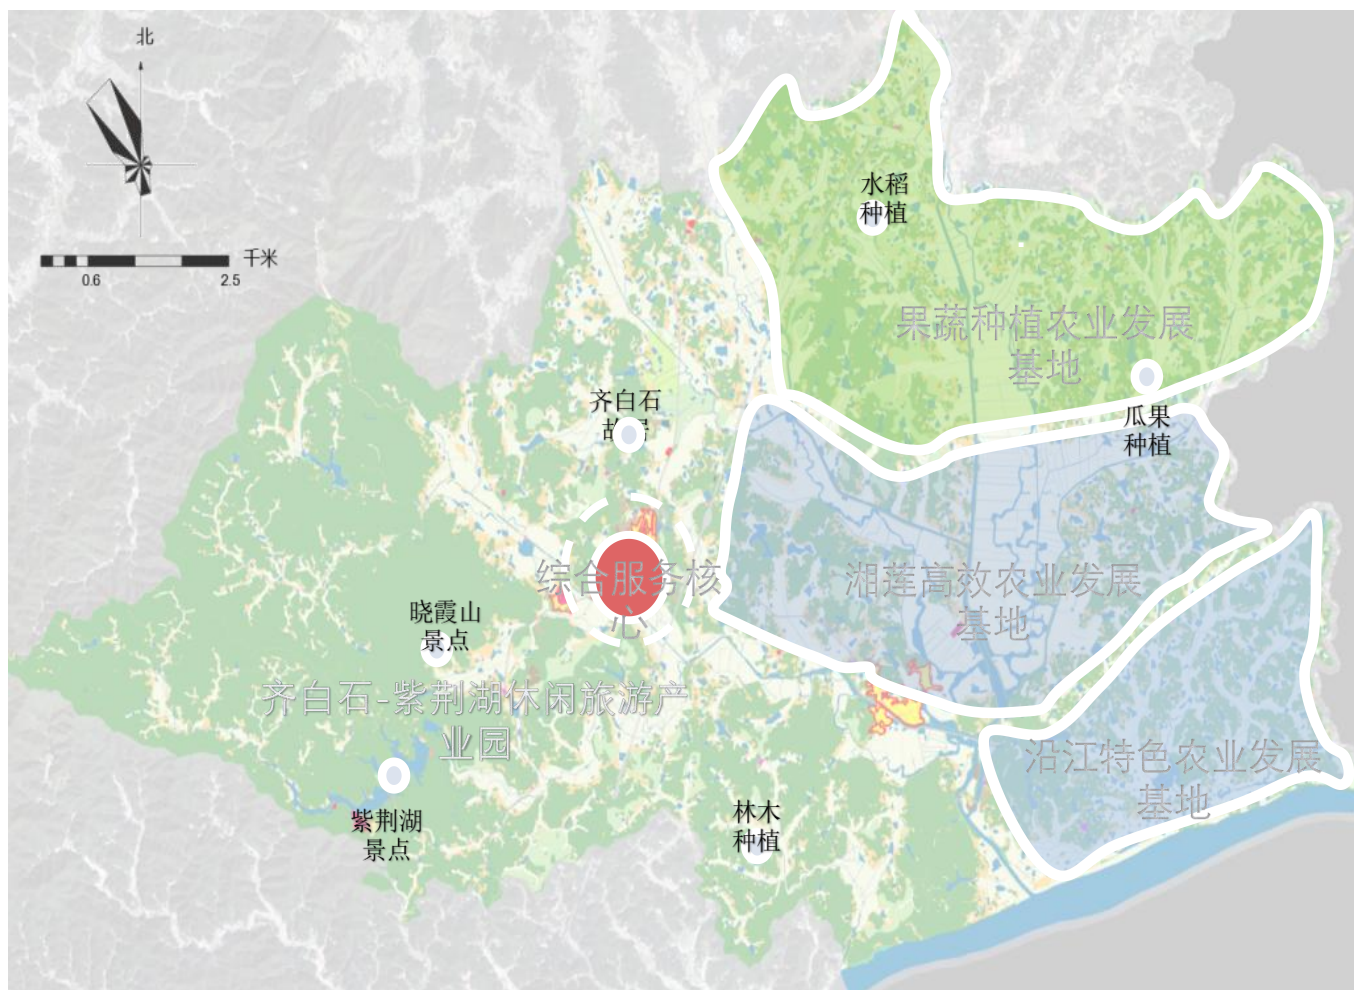 北
千米
0.6
2.5
水稻
种植
果蔬种植农业发展
基地
瓜果
种植
齐白石
故居
综合服务核
心
湘莲高效农业发展
基地
晓霞山
景点
齐白石-紫荆湖休闲旅游产
业园
沿江特色农业发展
基地
紫荆湖
景点
林木
种植